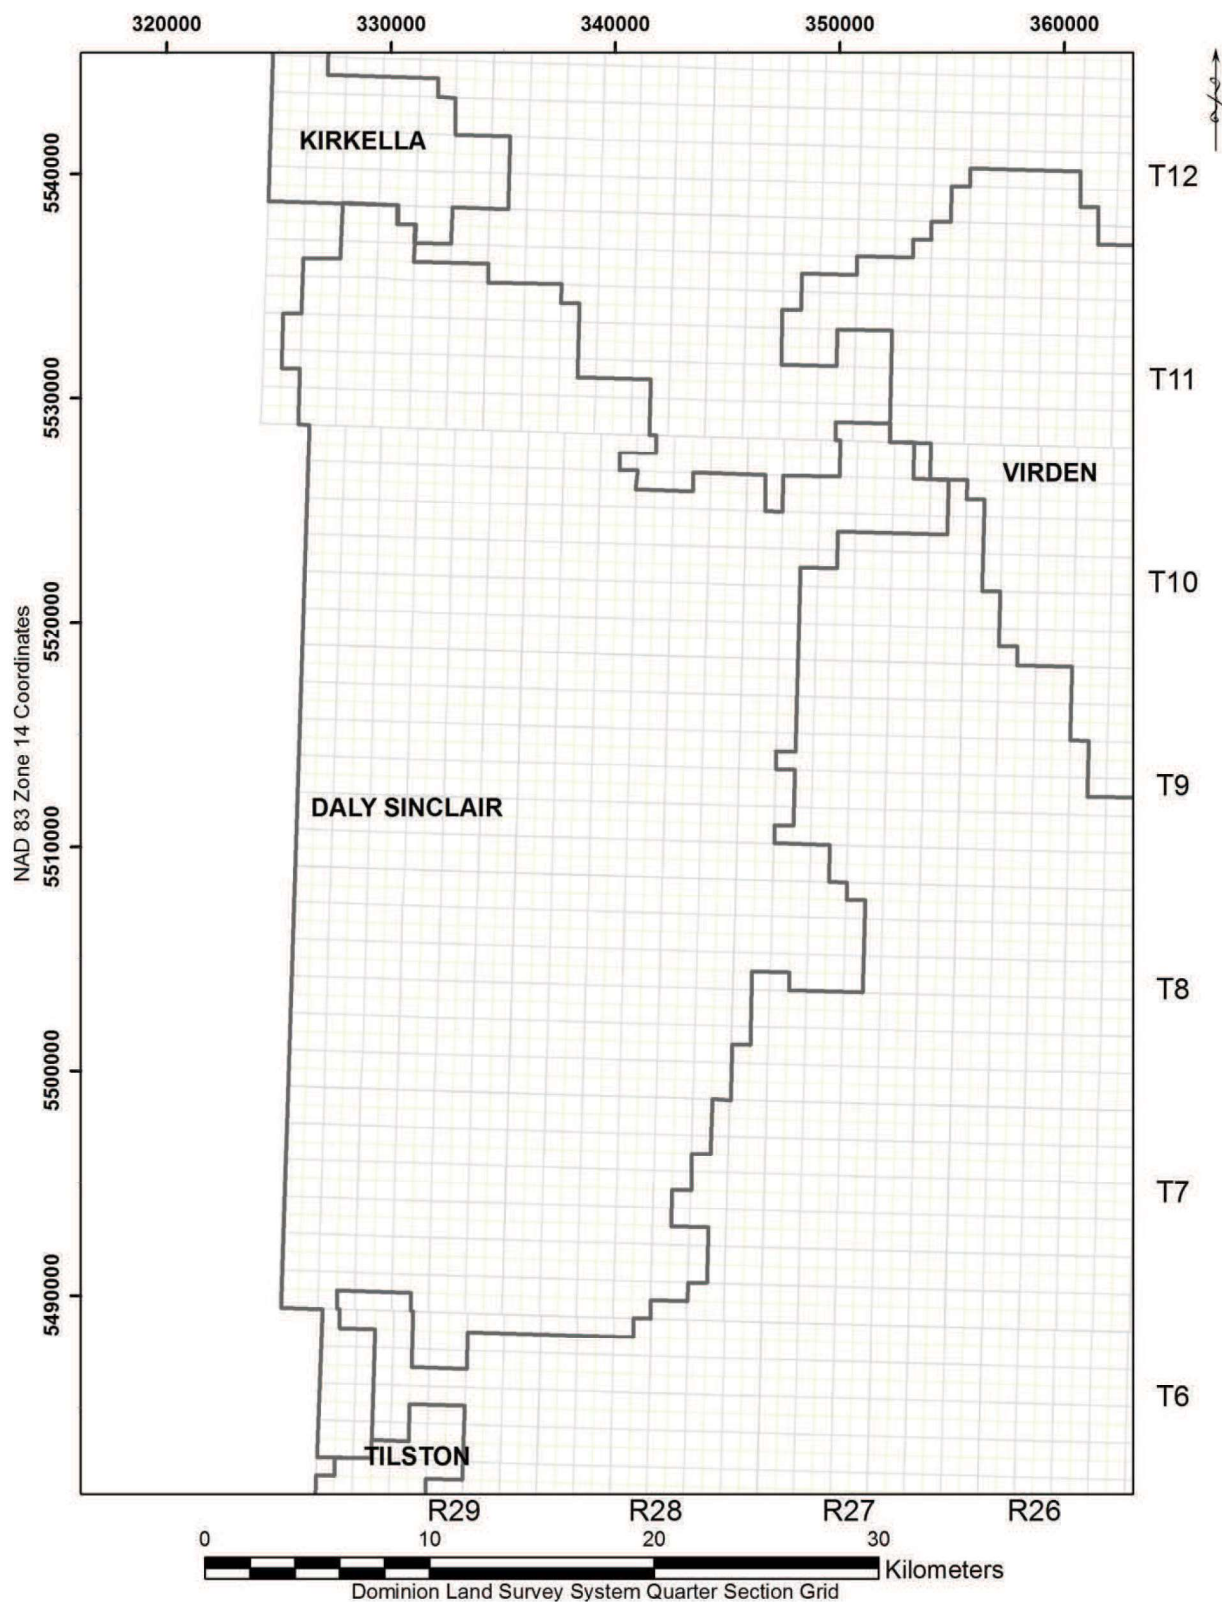 320000 330000 340000 350000 360000
KIRKELLA
5540000
T12
5530000
T11
VIRDEN
T10
5520000
NAD 83 Zone 14 Coordinates
DALY SINCLAIR
T9
5510000
T8
5500000
T7
5490000
T6
TILSTON
R29 R28 R27 R26
0 10 20 30
Kilometers
Dominion Land Survey System Quarter Section Grid